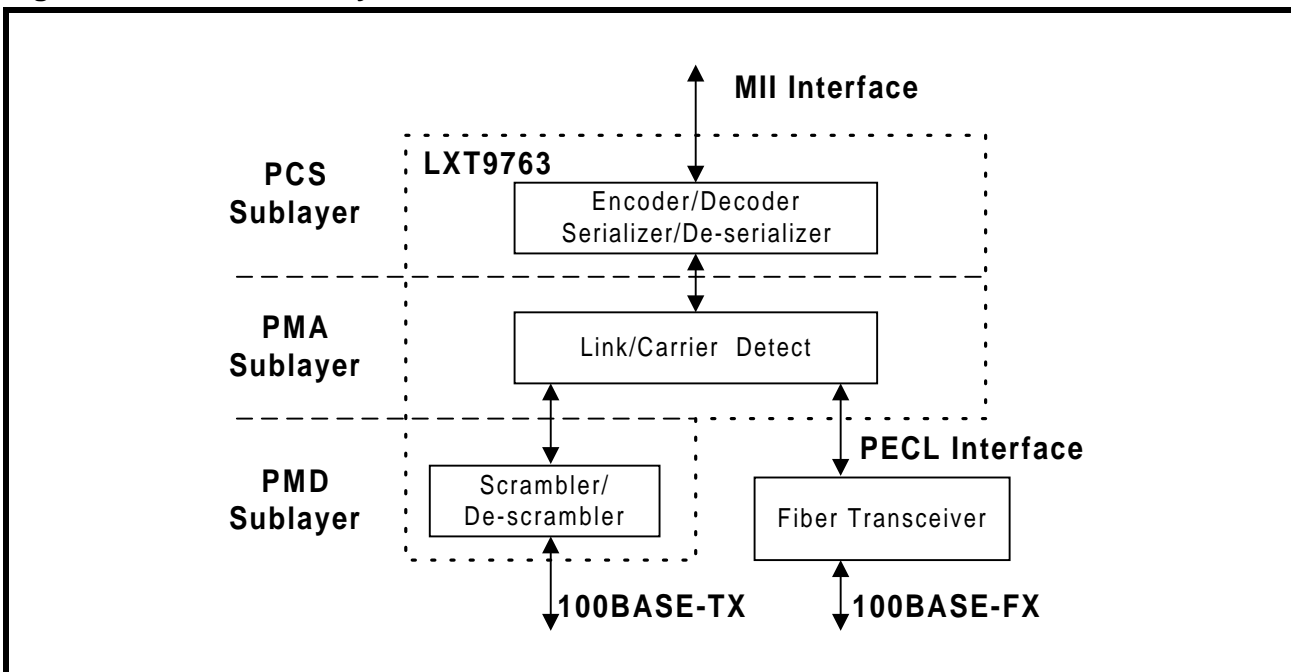 MII Interface
LXT9763
PCS
Sublayer
Encoder/Decoder
Serializer/De-serializer
PMA
Sublayer
Link/Carrier Detect
PECL Interface
PMD
Sublayer
Scrambler/
De-scrambler
Fiber Transceiver
100BASE-TX
100BASE-FX